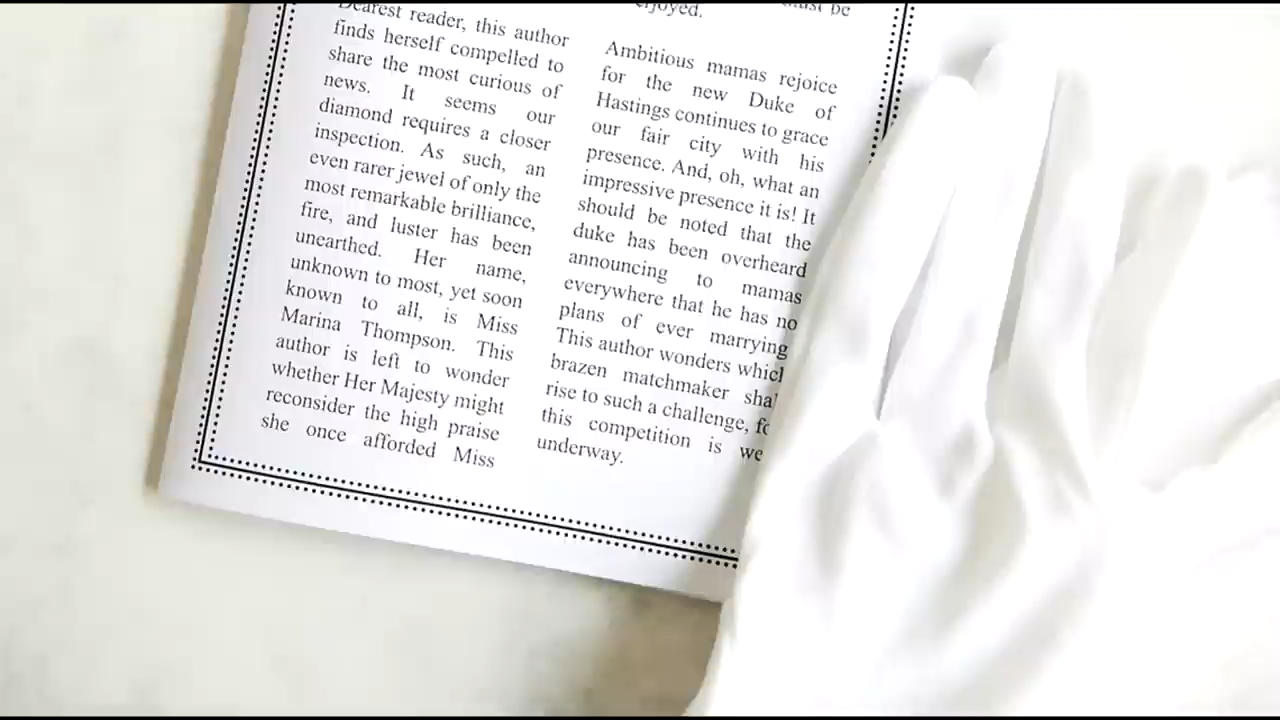 Dearest reader, this author
finds herself compelled to
share the most curious of
news. It seems our
diamond requires a closer
inspection. As such, an
even rarer jewel of only the
most remarkable brilliance,
fire, and luster has been
unearthed. Her name,
unknown to most, yet soon
known to all, is Miss
Marina Thompson. This
author is left to wonder
whether Her Majesty might
reconsider the high praise
she once afforded Miss
must be
enjoyed.
Ambitious mamas rejoice
for the new Duke of
Hastings continues to grace
our fair city with his
presence. And, oh, what an
impressive presence it is! It
should be noted that the
duke has been overheard
announcing to mamas
everywhere that he has no
plans of ever marrying
This author wonders which
brazen matchmaker
rise to such a challenge,
this competition is
underway.